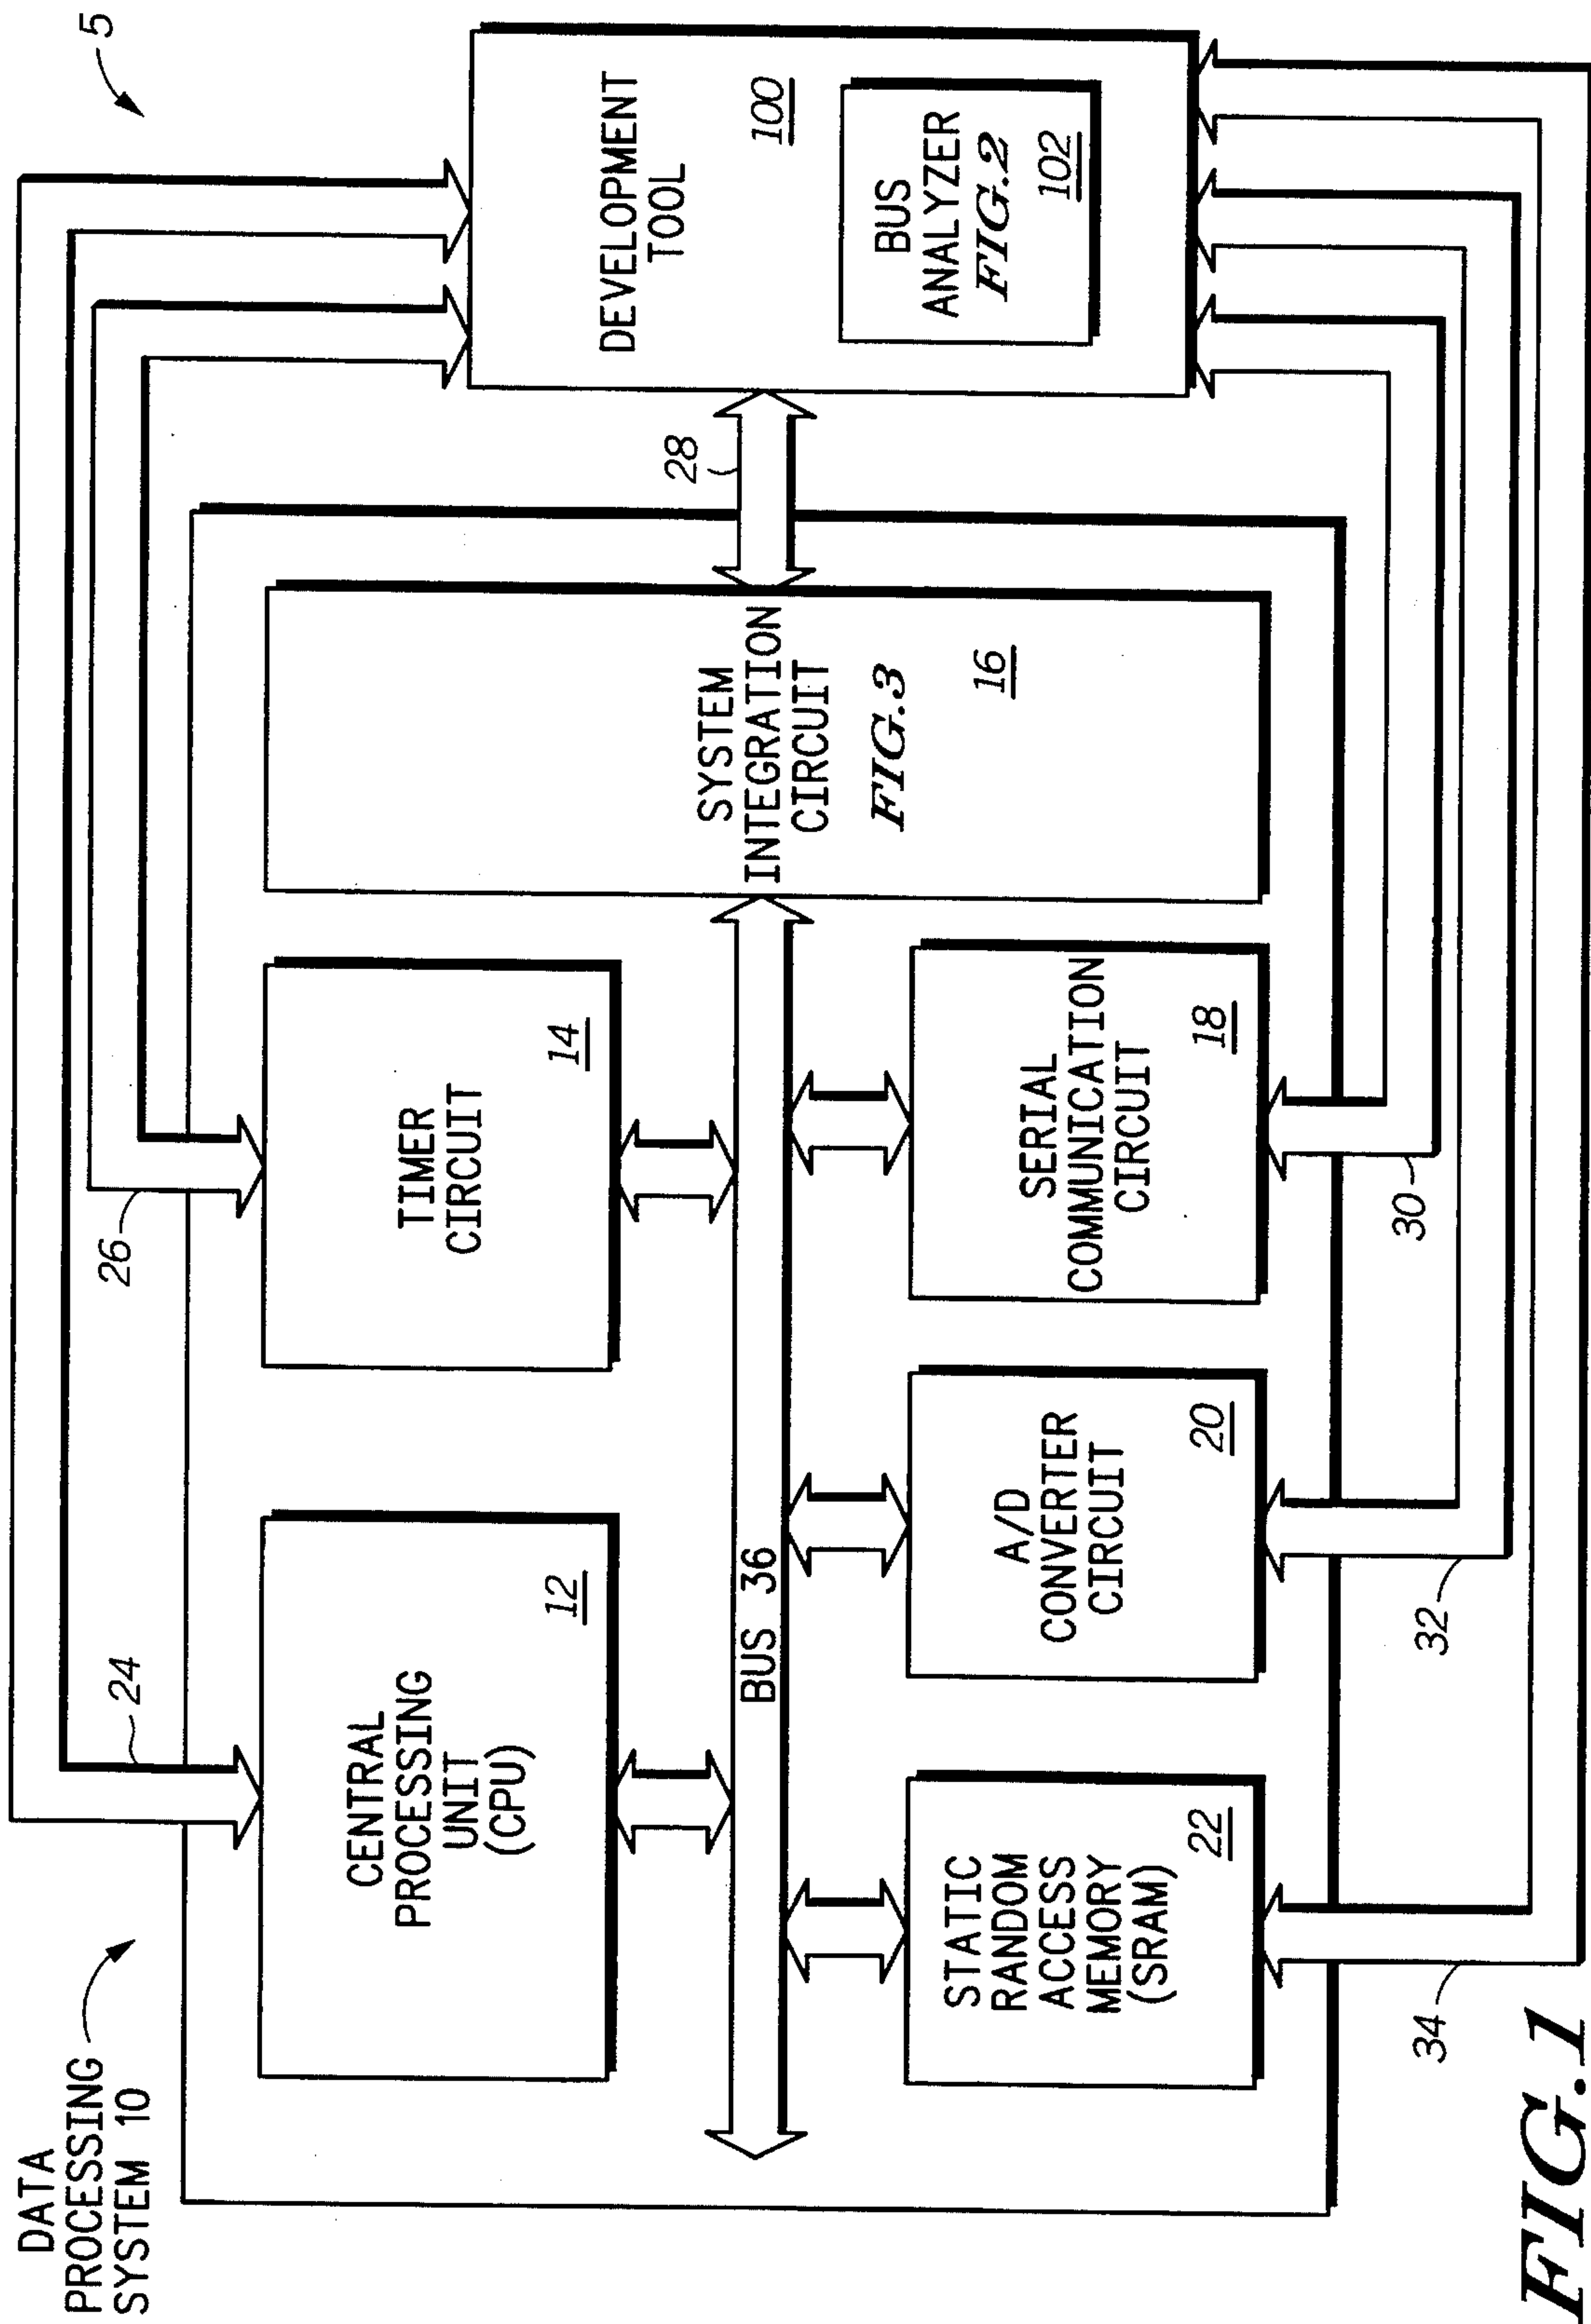 DATA
PROCESSING
SYSTEM 10
5
24
26
CENTRAL
PROCESSING
UNIT
(CPU)
12
TIMER
CIRCUIT
14
SYSTEM
INTEGRATION
CIRCUIT
FIG.3
16
28
DEVELOPMENT
TOOL
100
BUS
ANALYZER
FIG.2
102
BUS 36
STATIC
RANDOM
ACCESS
MEMORY
(SRAM)
22
A/D
CONVERTER
CIRCUIT
20
SERIAL
COMMUNICATION
CIRCUIT
18
34
32
30
FIG.1